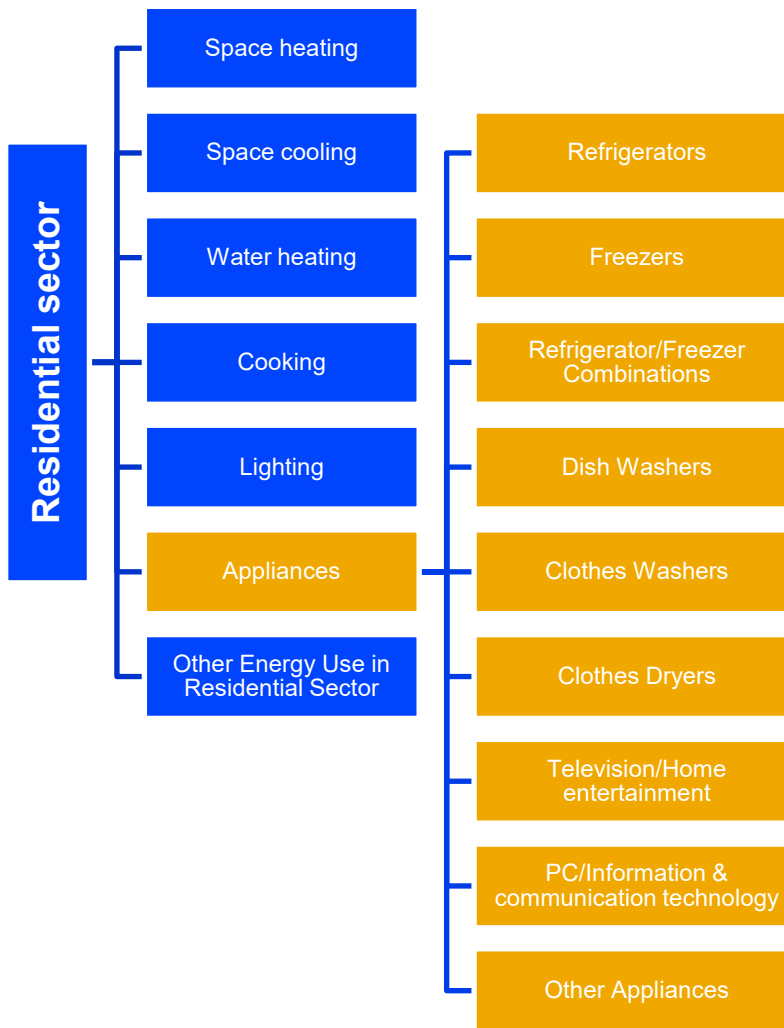 Residential sector
Space heating
Space cooling
Water heating
Cooking
Lighting
Appliances
Other Energy Use in
Residential Sector
Refrigerators
Freezers
Refrigerator/Freezer
Combinations
Dish Washers
Clothes Washers
Clothes Dryers
Television/Home
entertainment
PC/Information &
communication technology
Other Appliances